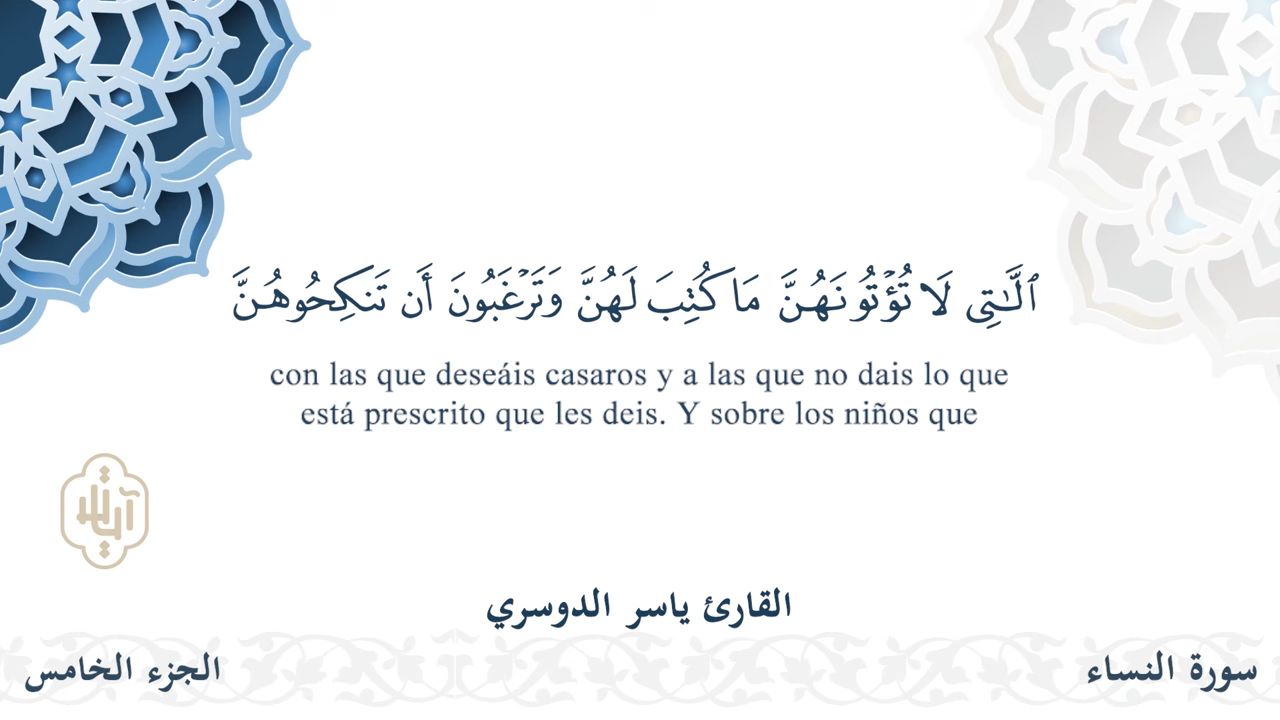 ٱلَّٰتِى لَا تُؤْتُونَهُنَّ مَا كُتِبَ لَهُنَّ وَتَرْغَبُونَ أَن تَنكِحُوهُنَّ
con las que deseáis casaros y a las que no dais lo que
está prescrito que les deis. Y sobre los niños que
القارئ ياسر الدوسري
سورة النساء
الجزء الخامس